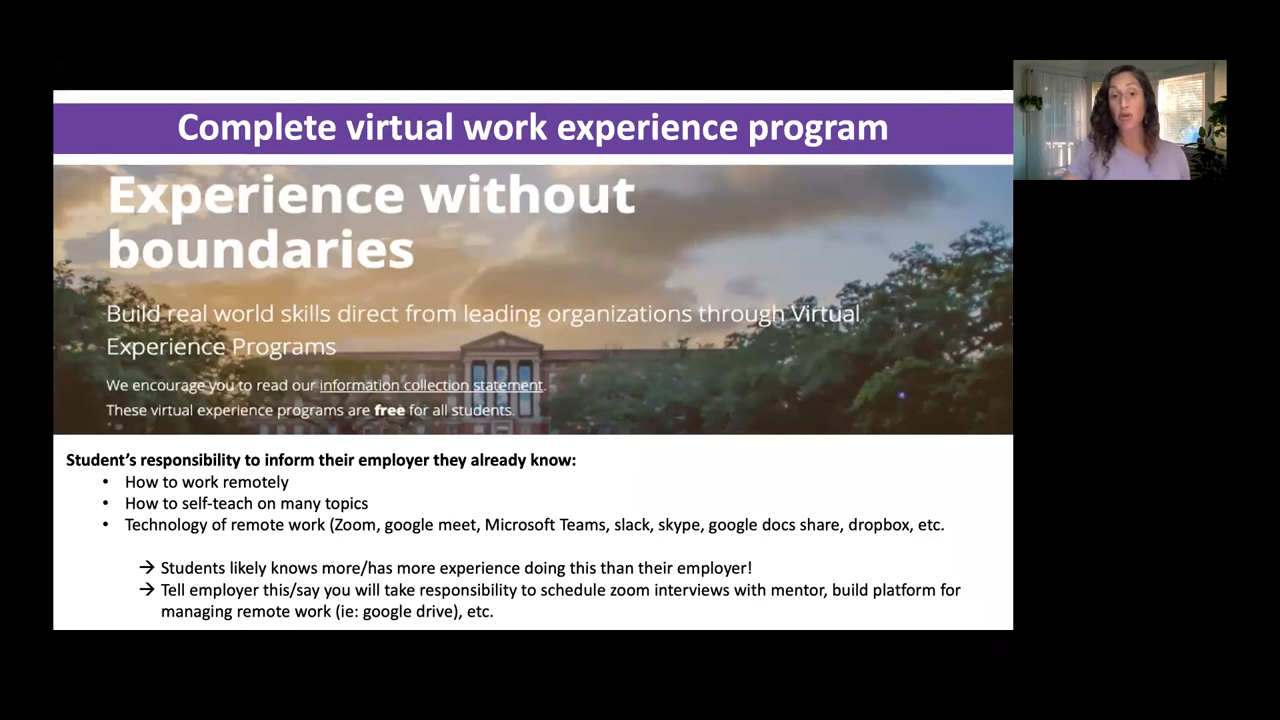 Complete virtual work experience program
Experience without
boundaries
Build real world skills direct from leading organizations through Virtual
Experience Programs
We encourage you to read our information collection statement.
These virtual experience programs are free for all students.
Student's responsibility to inform their employer they already know:
• How to work remotely
• How to self-teach on many topics
• Technology of remote work (Zoom, google meet, Microsoft Teams, slack, skype, google docs share, dropbox, etc.
→ Students likely knows more/has more experience doing this than their employer!
→ Tell employer this/say you will take responsibility to schedule zoom interviews with mentor, build platform for
managing remote work (ie: google drive), etc.